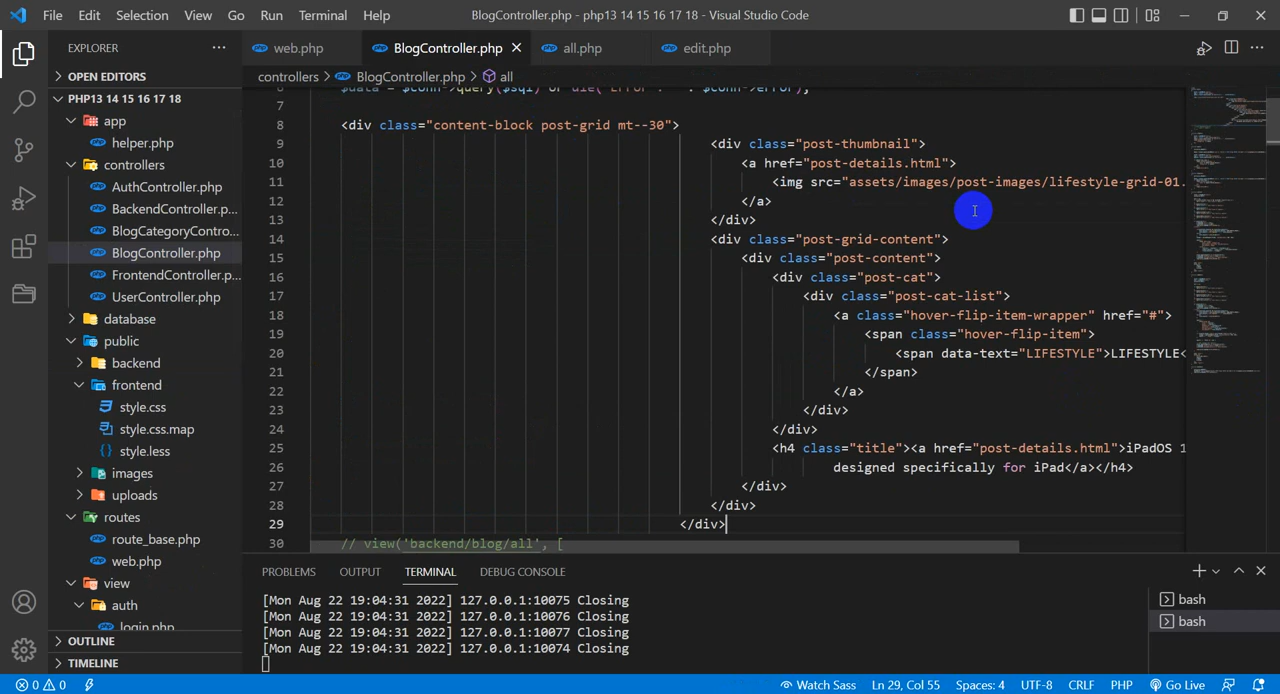 File Edit Selection View Go Run Terminal Help BlogController.php - php13 14 15 16 17 18 - Visual Studio Code
EXPLORER
web.php BlogController.php all.php edit.php
OPEN EDITORS
controllers > BlogController.php > all
PHP13 14 15 16 17 18
app
helper.php
controllers
AuthController.php
BackendController.p...
BlogCategoryContro...
BlogController.php
FrontendController.p...
UserController.php
database
public
backend
frontend
style.css
style.css.map
style.less
images
uploads
routes
route_base.php
web.php
view
auth
login.php
OUTLINE
TIMELINE
7
8 <div class="content-block post-grid mt--30">
9 <div class="post-thumbnail">
10 <a href="post-details.html">
11 <img src="assets/images/post-images/lifestyle-grid-01.
12 </a>
13 </div>
14 <div class="post-grid-content">
15 <div class="post-content">
16 <div class="post-cat">
17 <div class="post-cat-list">
18 <a class="hover-flip-item-wrapper" href="#">
19 <span class="hover-flip-item">
20 <span data-text="LIFESTYLE">LIFESTYLE<
21 </span>
22 </a>
23 </div>
24 </div>
25 <h4 class="title"><a href="post-details.html">iPadOS 1
26 designed specifically for iPad</a></h4>
27 </div>
28 </div>
29 </div>
30 // view('backend/blog/all', [
PROBLEMS OUTPUT TERMINAL DEBUG CONSOLE
[Mon Aug 22 19:04:31 2022] 127.0.0.1:10075 Closing
[Mon Aug 22 19:04:31 2022] 127.0.0.1:10076 Closing
[Mon Aug 22 19:04:31 2022] 127.0.0.1:10077 Closing
[Mon Aug 22 19:04:31 2022] 127.0.0.1:10074 Closing
bash
bash
0 0 Watch Sass Ln 29, Col 55 Spaces: 4 UTF-8 CRLF PHP Go Live